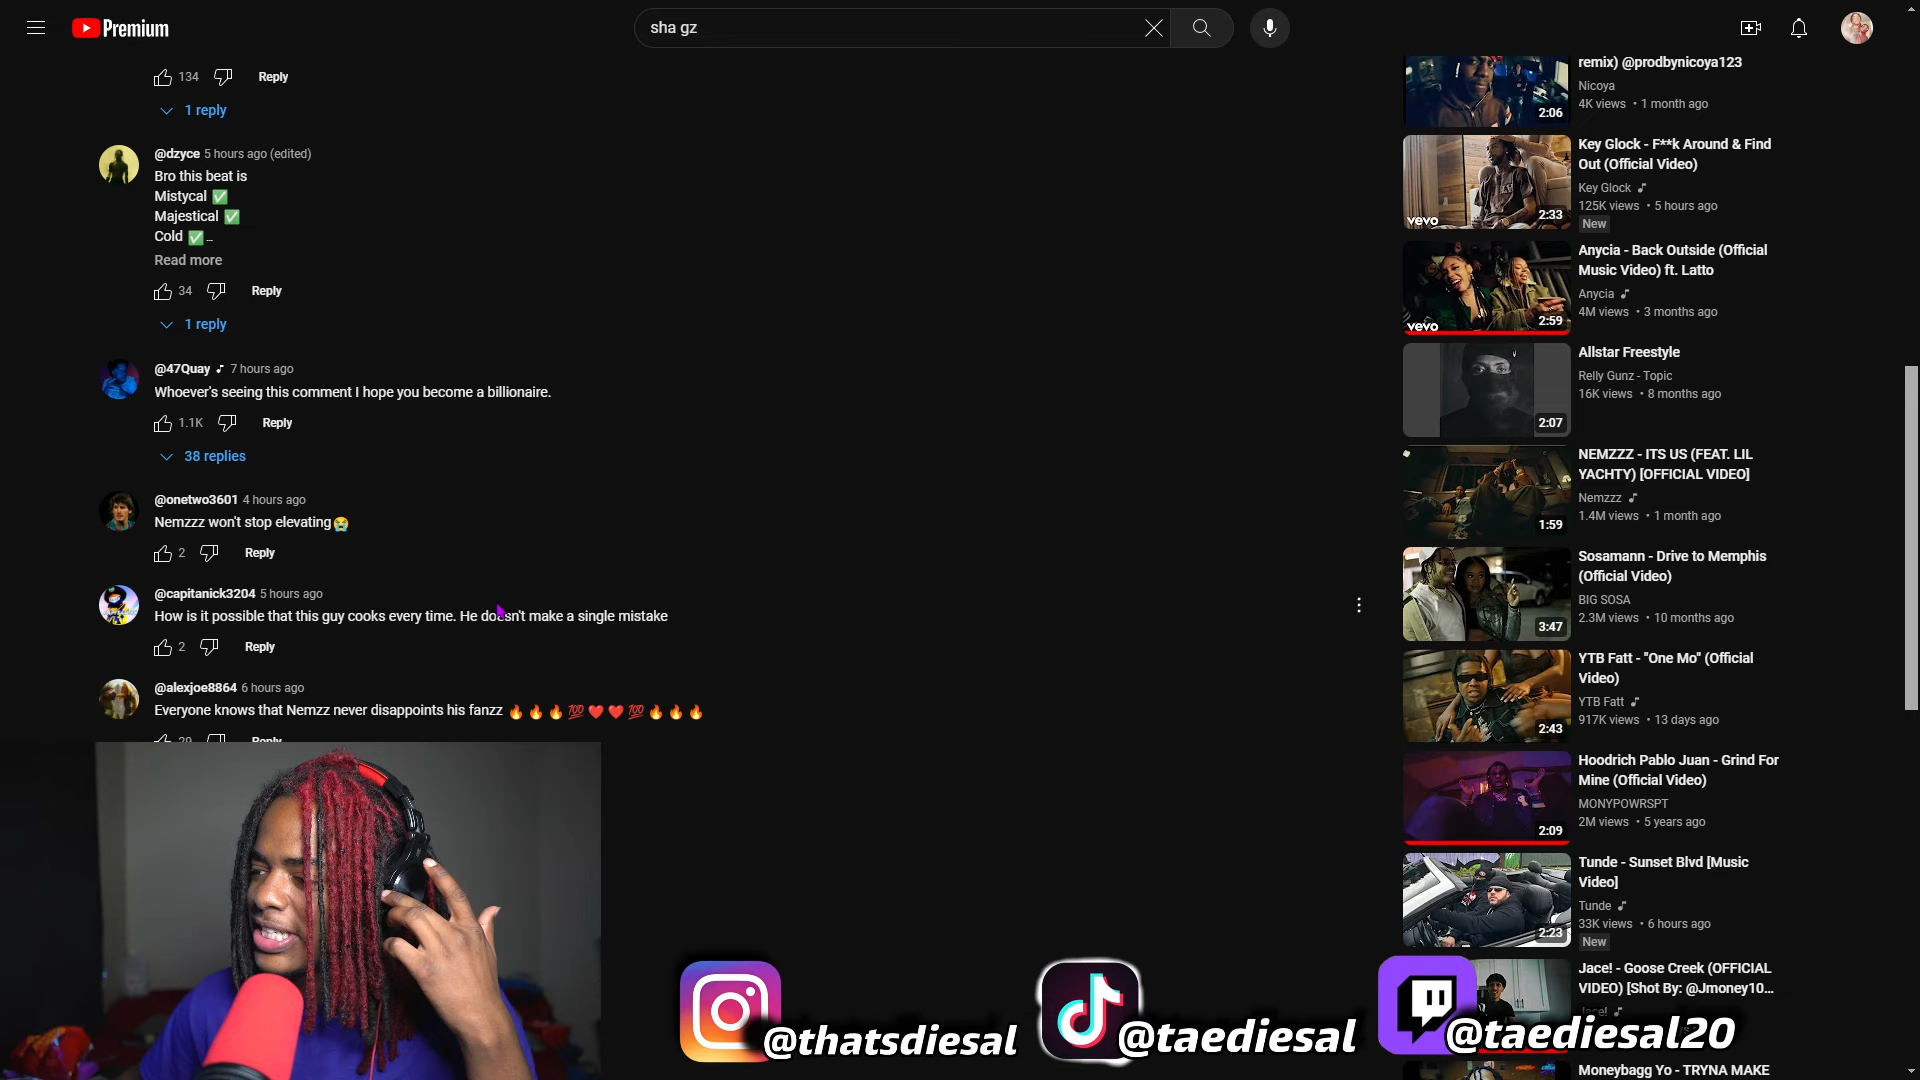 Premium
sha gz
134
Reply
1 reply
@dzyce 5 hours ago (edited)
Bro this beat is
Mistycal ✅
Majestical ✅
Cold ✅ ...
Read more
34
Reply
1 reply
@47Quay 7 hours ago
Whoever's seeing this comment I hope you become a billionaire.
1.1K
Reply
38 replies
@onetwo3601 4 hours ago
Nemzzz won't stop elevating😭
2
Reply
@capitanick3204 5 hours ago
How is it possible that this guy cooks every time. He doesn't make a single mistake
2
Reply
@alexjoe8864 6 hours ago
Everyone knows that Nemzz never disappoints his fanzz 🔥🔥🔥💯❤️❤️💯🔥🔥🔥
29
Reply
remix) @prodbynicoya123
Nicoya
4K views • 1 month ago
2:06
Key Glock - F**k Around & Find
Out (Official Video)
Key Glock
125K views • 5 hours ago
New
vevo
2:33
Anycia - Back Outside (Official
Music Video) ft. Latto
Anycia
4M views • 3 months ago
vevo
2:59
Allstar Freestyle
Relly Gunz - Topic
16K views • 8 months ago
2:07
NEMZZZ - ITS US (FEAT. LIL
YACHTY) [OFFICIAL VIDEO]
Nemzzz
1.4M views • 1 month ago
1:59
Sosamann - Drive to Memphis
(Official Video)
BIG SOSA
2.3M views • 10 months ago
3:47
YTB Fatt - "One Mo" (Official
Video)
YTB Fatt
917K views • 13 days ago
2:43
Hoodrich Pablo Juan - Grind For
Mine (Official Video)
MONYPOWRSPT
2M views • 5 years ago
2:09
Tunde - Sunset Blvd [Music
Video]
Tunde
33K views • 6 hours ago
New
2:23
Jace! - Goose Creek (OFFICIAL
VIDEO) [Shot By: @Jmoney10...
Jace!
Moneybagg Yo - TRYNA MAKE
@thatsdiesal
@taediesal
@taediesal20